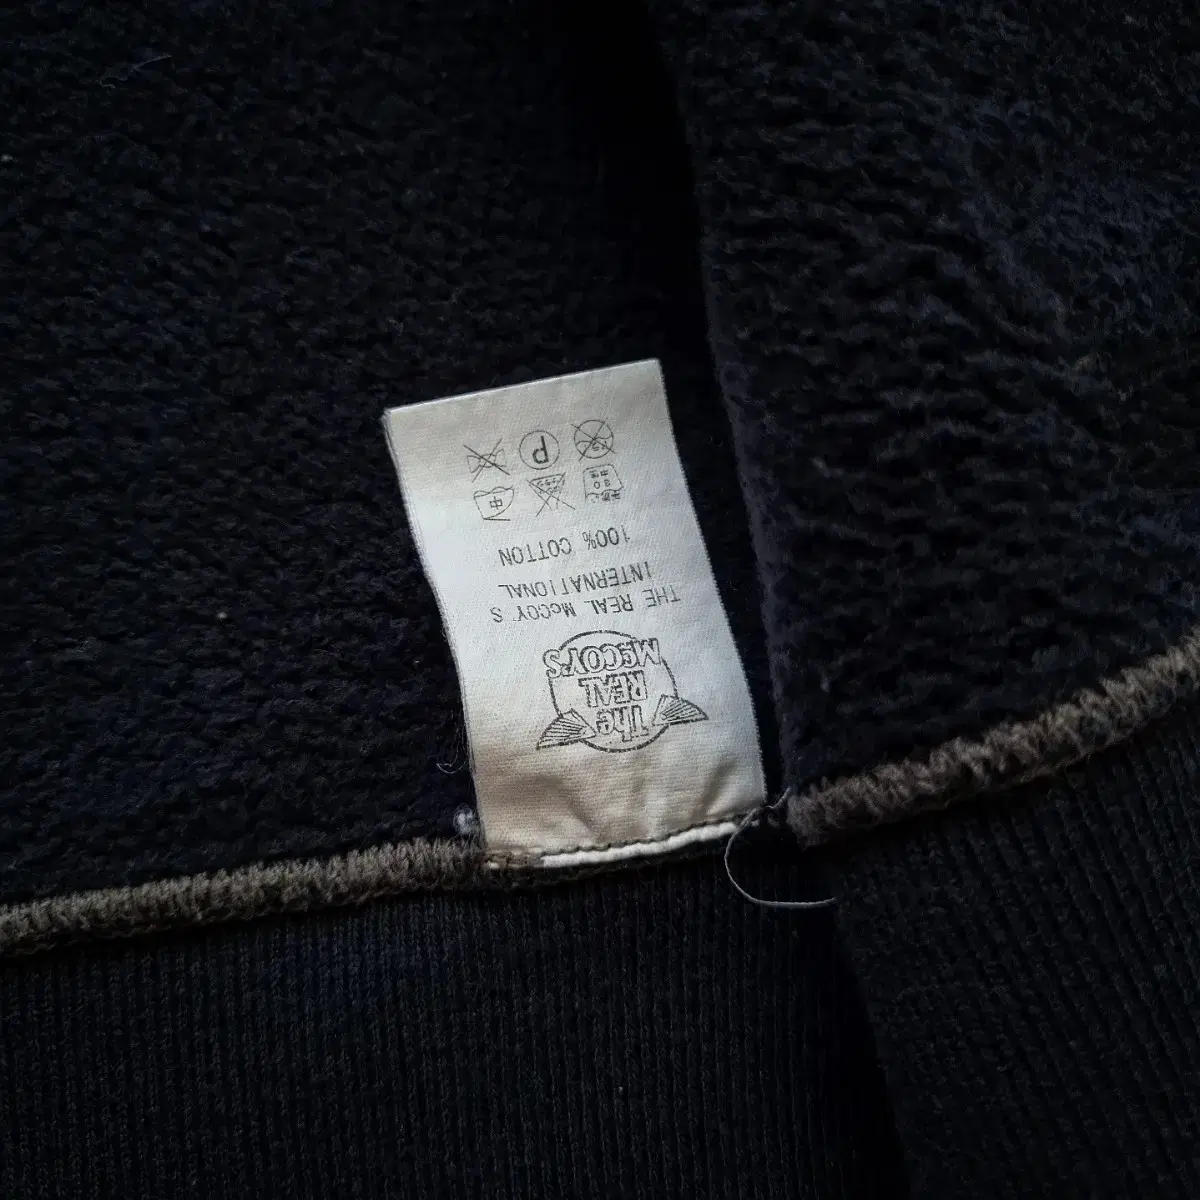 The
REAL
McCOY'S
THE REAL McCOY'S
INTERNATIONAL
100% COTTON
中
P